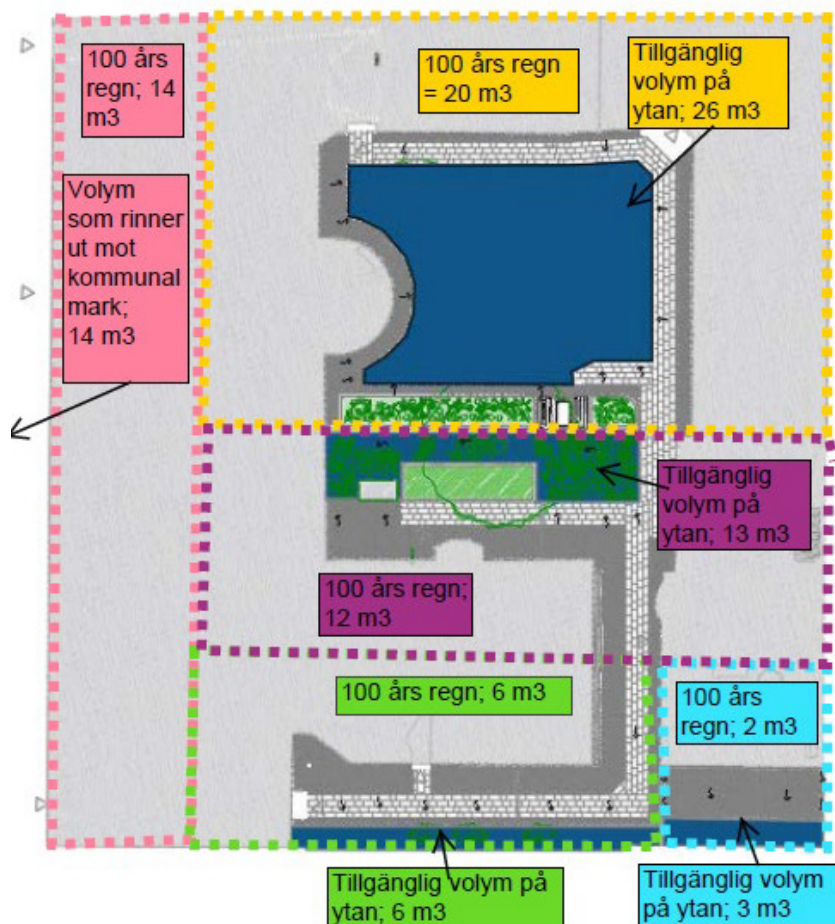 100 års
regn; 14
m3
100 års regn
= 20 m3
Tillgänglig
volym på
ytan; 26 m3
Volym
som rinner
ut mot
kommunal
mark;
14 m3
Tillgänglig
volym på
ytan; 13 m3
100 års regn;
12 m3
100 års regn; 6 m3
100 års
regn; 2 m3
Tillgänglig volym på
ytan; 6 m3
Tillgänglig volym
på ytan; 3 m3